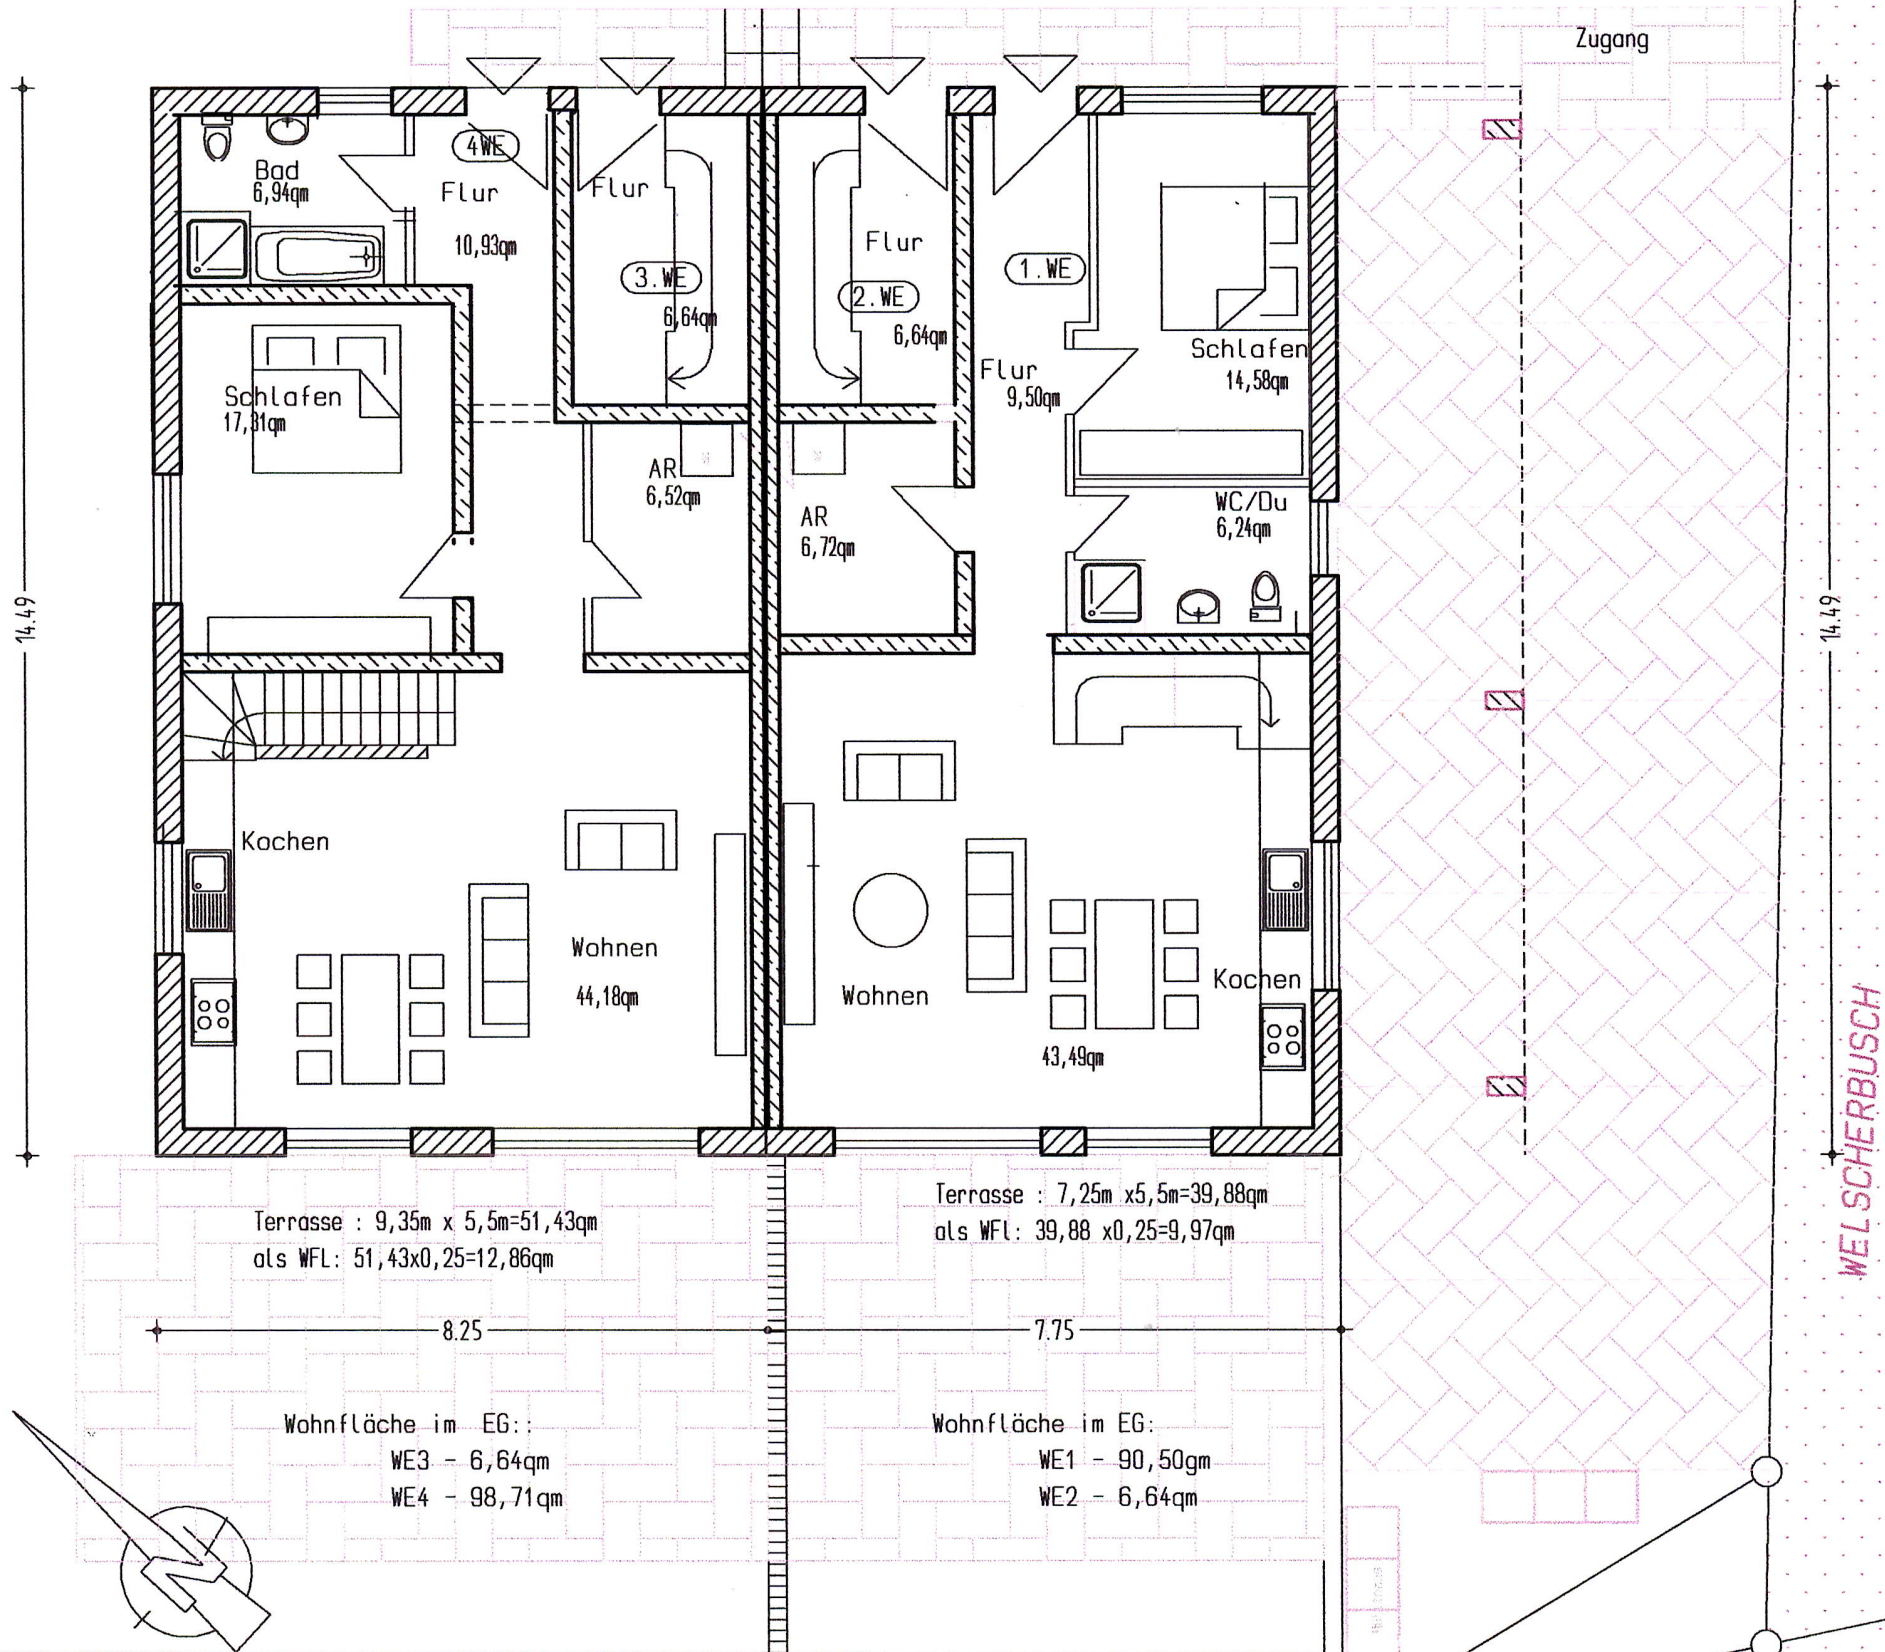 Zugang
4WE
Bad
6,94qm
Flur
10,93qm
Flur
3.WE
6,64qm
Flur
2.WE
6,64qm
1.WE
Flur
9,50qm
Schlafen
14,58qm
Schlafen
17,31qm
AR
6,52qm
AR
6,72qm
WC/Du
6,24qm
14.49
14.49
Kochen
Wohnen
44,18qm
Wohnen
Kochen
43,49qm
WELSCHERBUSCH
Terrasse : 9,35m x 5,5m=51,43qm
als WFL: 51,43x0,25=12,86qm
Terrasse : 7,25m x5,5m=39,88qm
als WFl: 39,88 x0,25=9,97qm
8.25
7.75
Wohnfläche im EG::
WE3 - 6,64qm
WE4 - 98,71qm
Wohnfläche im EG:
WE1 - 90,50gm
WE2 - 6,64qm
N